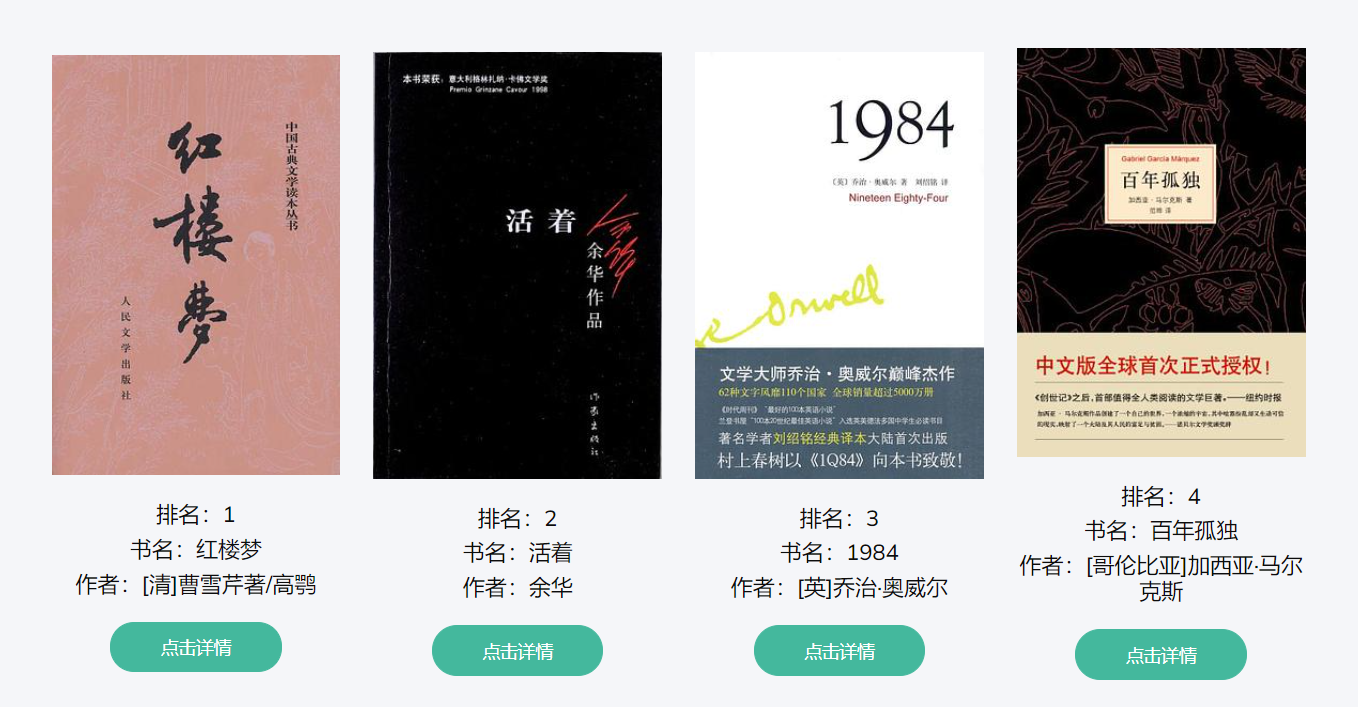 中国古典文学读本丛书
红楼梦
人民文学出版社
排名：1
书名：红楼梦
作者：[清]曹雪芹著/高鹗
点击详情
本书荣获：意大利格林扎纳·卡佛文学奖
Premio Grinzane Cavour 1998
活着
余华作品
作家出版社
排名：2
书名：活着
作者：余华
点击详情
1984
〔英〕乔治·奥威尔 著 刘绍铭 译
Nineteen Eighty-Four
Orwell
文学大师乔治·奥威尔巅峰杰作
62种文字风靡110个国家 全球销量超过5000万册
《时代周刊》“最好的100本英语小说”
兰登书屋“100本20世纪最佳英语小说” 入选英美德法多国中学生必读书目
著名学者刘绍铭经典译本大陆首次出版
村上春树以《1Q84》向本书致敬！
排名：3
书名：1984
作者：[英]乔治·奥威尔
点击详情
Gabriel García Márquez
百年孤独
加西亚·马尔克斯 著
范晔 译
中文版全球首次正式授权！
《创世记》之后，首部值得全人类阅读的文学巨著。——纽约时报
排名：4
书名：百年孤独
作者：[哥伦比亚]加西亚·马尔
克斯
点击详情